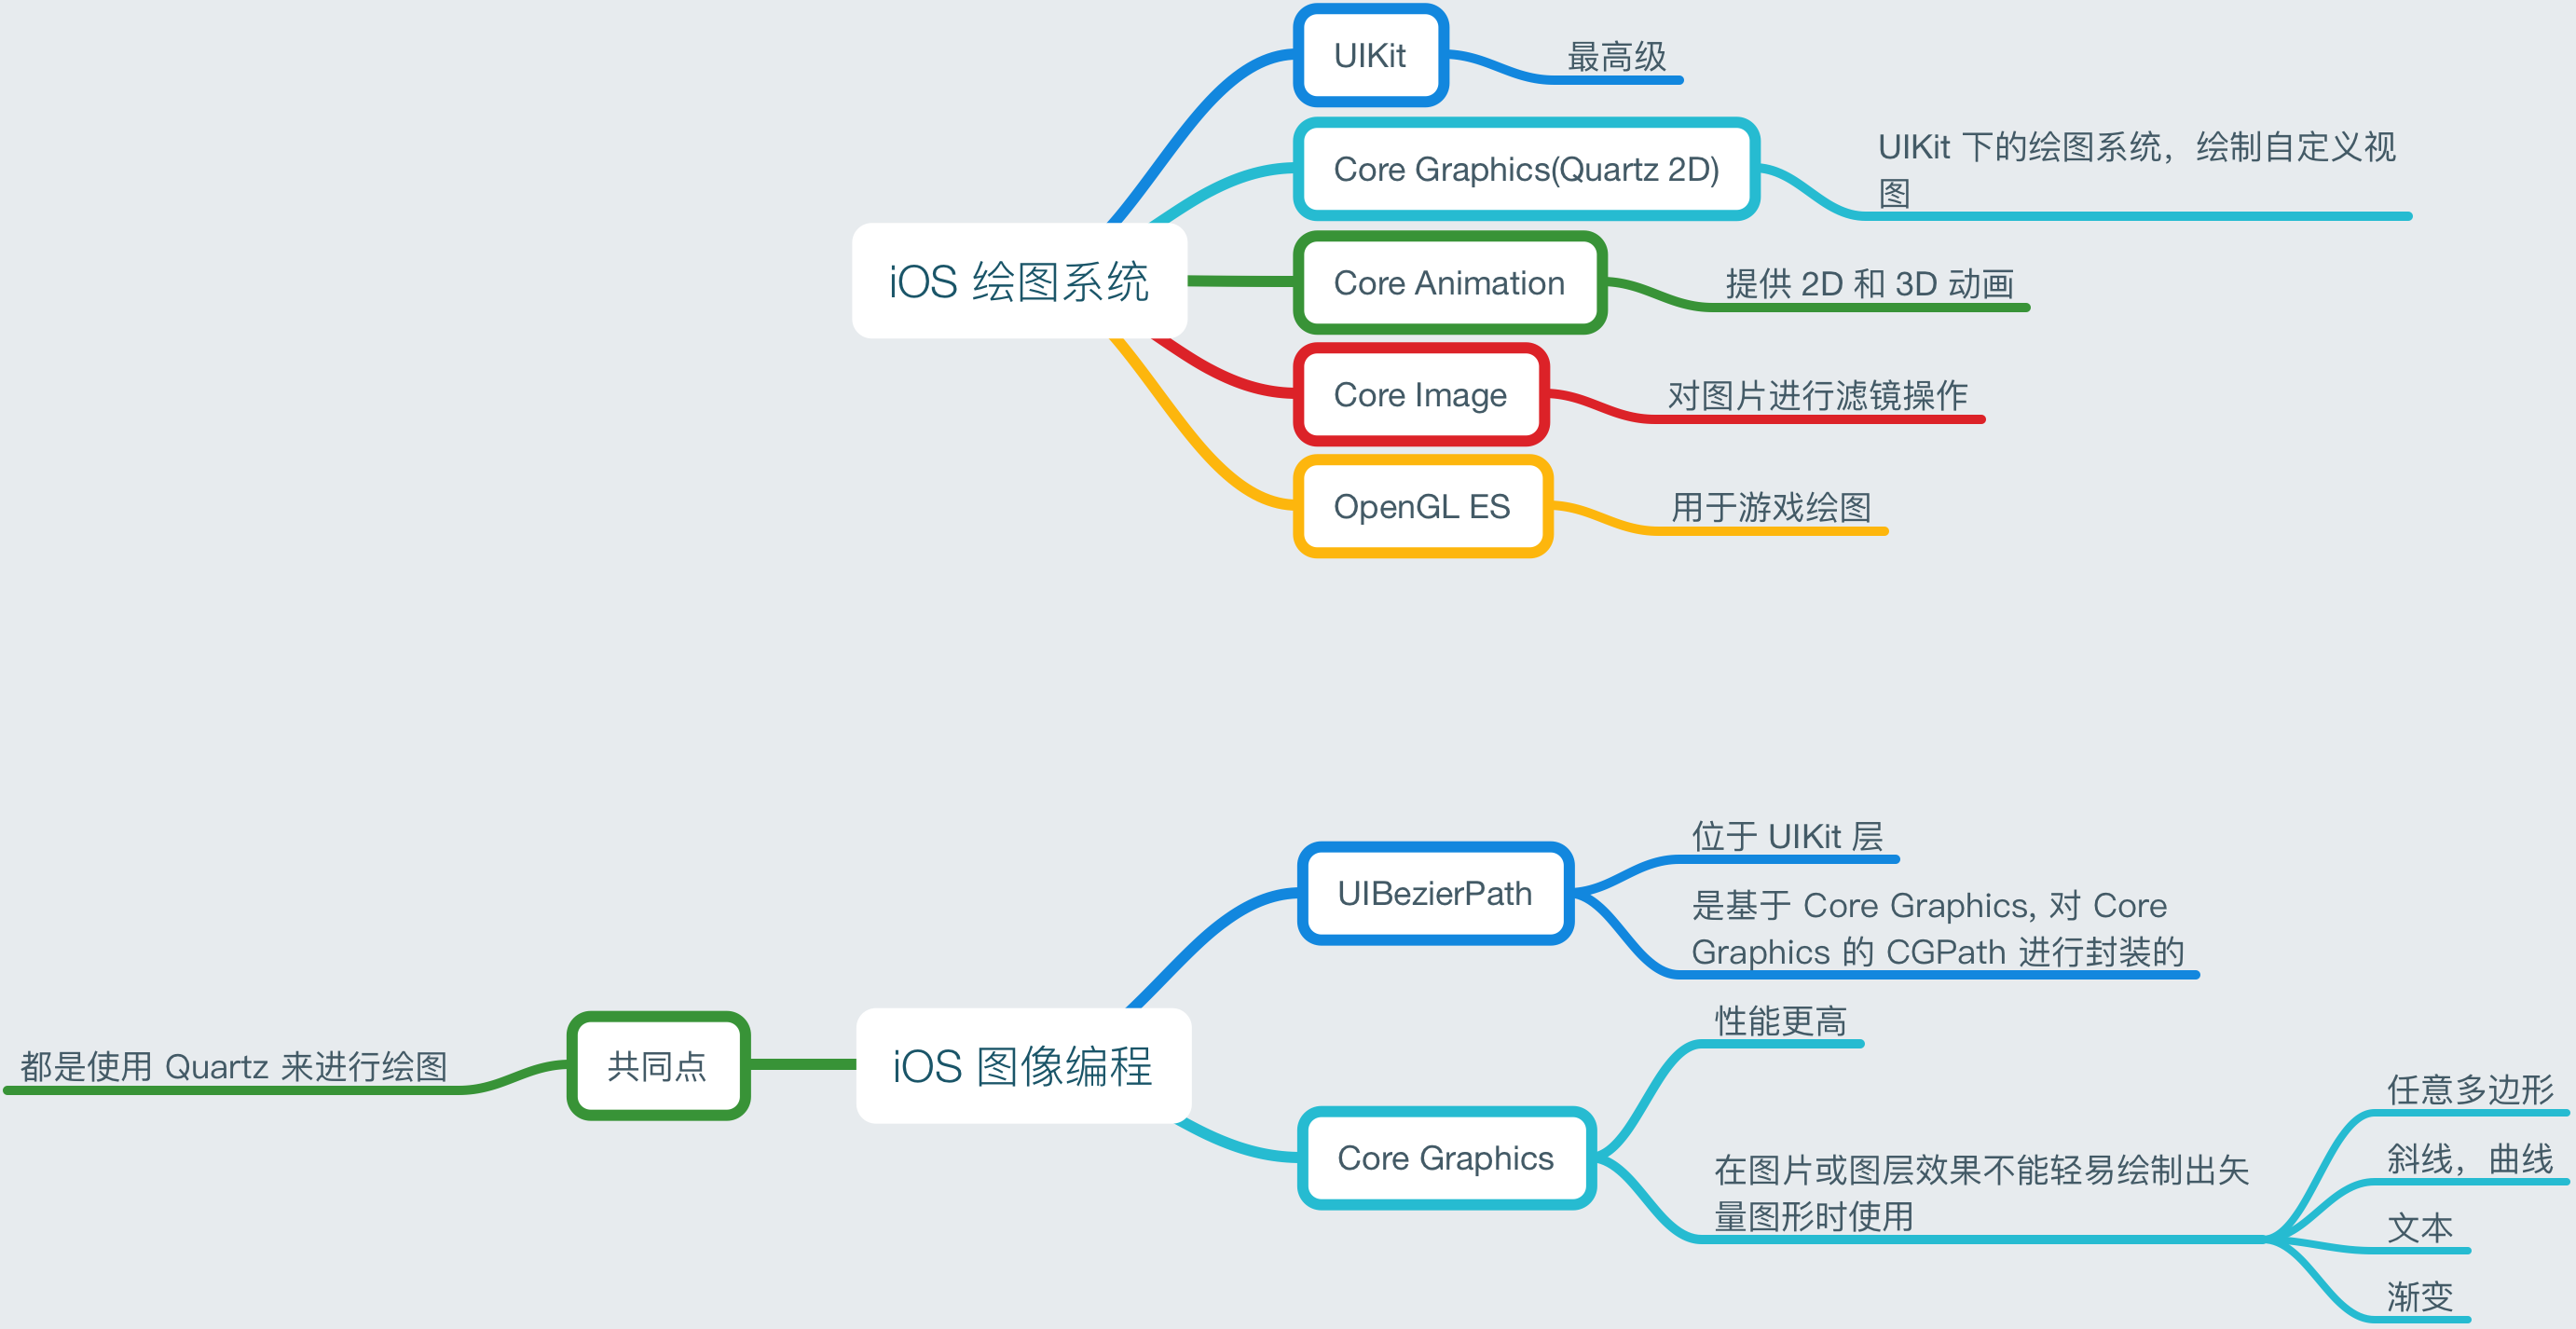 iOS 绘图系统
UIKit
最高级
Core Graphics(Quartz 2D)
UIKit 下的绘图系统，绘制自定义视
图
Core Animation
提供 2D 和 3D 动画
Core Image
对图片进行滤镜操作
OpenGL ES
用于游戏绘图
iOS 图像编程
UIBezierPath
位于 UIKit 层
是基于 Core Graphics, 对 Core
Graphics 的 CGPath 进行封装的
Core Graphics
性能更高
在图片或图层效果不能轻易绘制出矢
量图形时使用
任意多边形
斜线，曲线
文本
渐变
共同点
都是使用 Quartz 来进行绘图